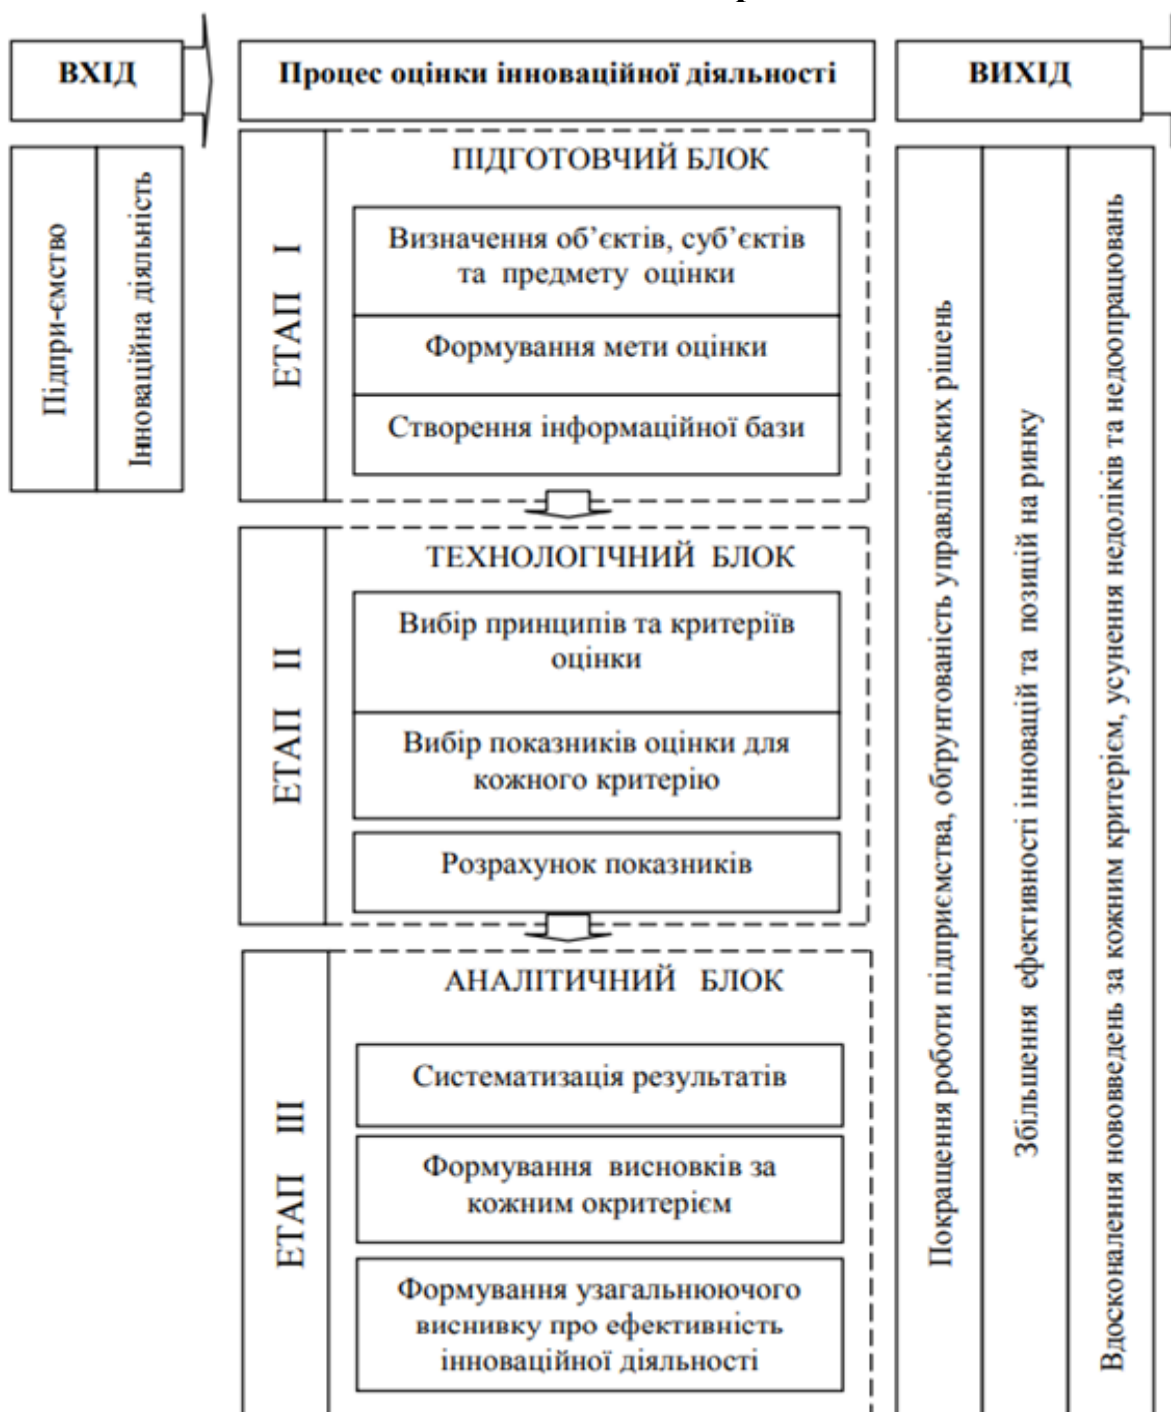 ВХІД
Процес оцінки інноваційної діяльності
ВИХІД
Підпри-ємство
Інноваційна діяльність
ЕТАП I
ПІДГОТОВЧИЙ БЛОК
Визначення об’єктів, суб’єктів
та предмету оцінки
Формування мети оцінки
Створення інформаційної бази
ЕТАП II
ТЕХНОЛОГІЧНИЙ БЛОК
Вибір принципів та критеріїв
оцінки
Вибір показників оцінки для
кожного критерію
Розрахунок показників
ЕТАП III
АНАЛІТИЧНИЙ БЛОК
Систематизація результатів
Формування висновків за
кожним окритерієм
Формування узагальнюючого
виснивку про ефективність
інноваційної діяльності
Покращення роботи підприємства, обґрунтованість управлінських рішень
Збільшення ефективності інновацій та позицій на ринку
Вдосконалення нововведень за кожним критерієм, усунення недоліків та недоопрацювань